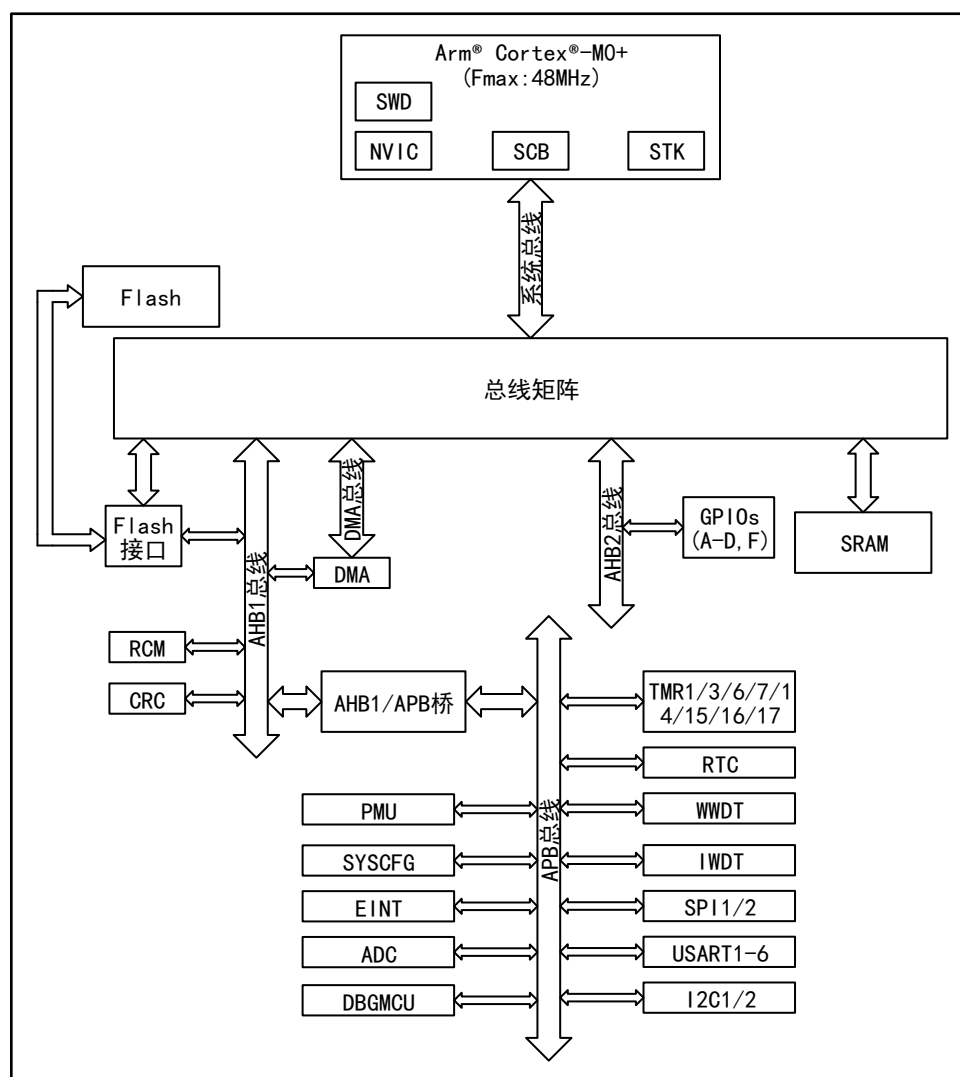 Arm® Cortex®-M0+
(Fmax:48MHz)
SWD
NVIC
SCB
STK
系统总线
Flash
总线矩阵
Flash
接口
AHB1总线
DMA总线
DMA
AHB2总线
GPIOs
(A-D,F)
SRAM
RCM
CRC
AHB1/APB桥
APB总线
TMR1/3/6/7/1
4/15/16/17
RTC
PMU
WWDT
SYSCFG
IWDT
EINT
SPI1/2
ADC
USART1-6
DBGMCU
I2C1/2